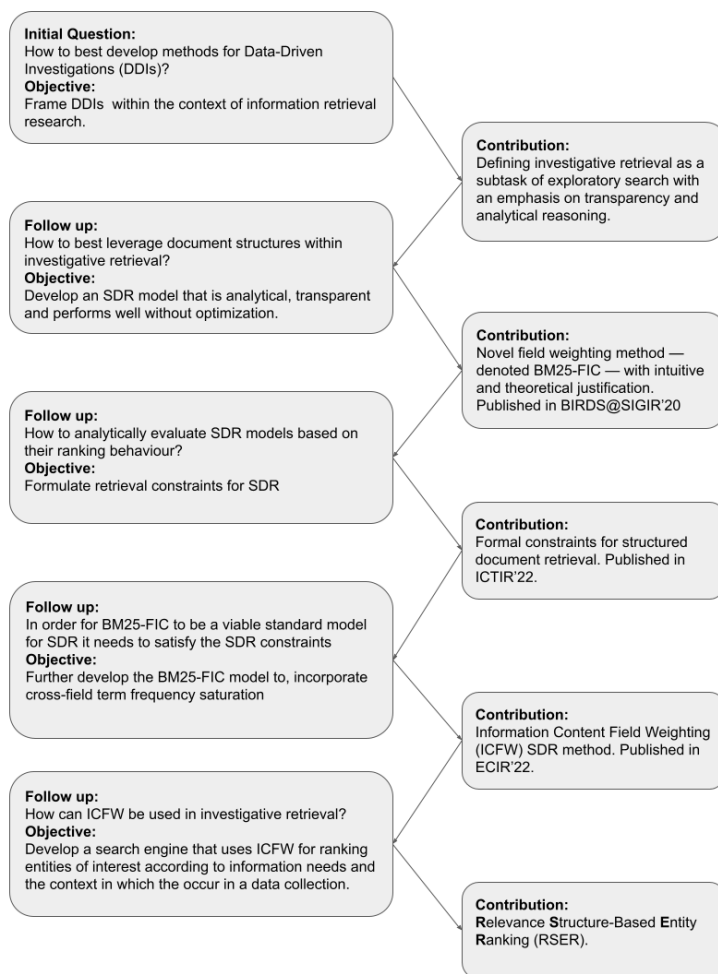 Initial Question:
How to best develop methods for Data-Driven
Investigations (DDIs)?
Objective:
Frame DDIs within the context of information retrieval
research.
Contribution:
Defining investigative retrieval as a
subtask of exploratory search with
an emphasis on transparency and
analytical reasoning.
Follow up:
How to best leverage document structures within
investigative retrieval?
Objective:
Develop an SDR model that is analytical, transparent
and performs well without optimization.
Contribution:
Novel field weighting method —
denoted BM25-FIC — with intuitive
and theoretical justification.
Published in BIRDS@SIGIR'20
Follow up:
How to analytically evaluate SDR models based on
their ranking behaviour?
Objective:
Formulate retrieval constraints for SDR
Contribution:
Formal constraints for structured
document retrieval. Published in
ICTIR'22.
Follow up:
In order for BM25-FIC to be a viable standard model
for SDR it needs to satisfy the SDR constraints
Objective:
Further develop the BM25-FIC model to, incorporate
cross-field term frequency saturation
Contribution:
Information Content Field Weighting
(ICFW) SDR method. Published in
ECIR'22.
Follow up:
How can ICFW be used in investigative retrieval?
Objective:
Develop a search engine that uses ICFW for ranking
entities of interest according to information needs and
the context in which the occur in a data collection.
Contribution:
Relevance Structure-Based Entity
Ranking (RSER).